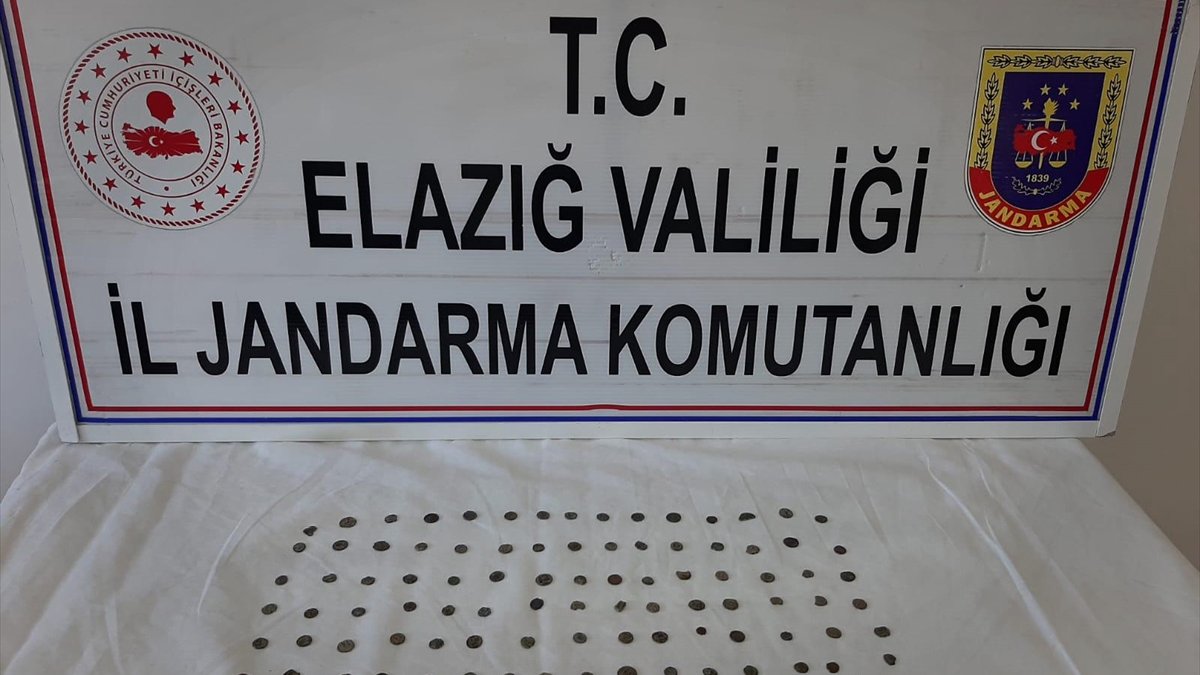 T.C.
ELAZIĞ VALİLİĞİ
İL JANDARMA KOMUTANLIĞI
TÜRKİYE CUMHURİYETİ İÇİŞLERİ BAKANLIĞI
1839
JANDARMA